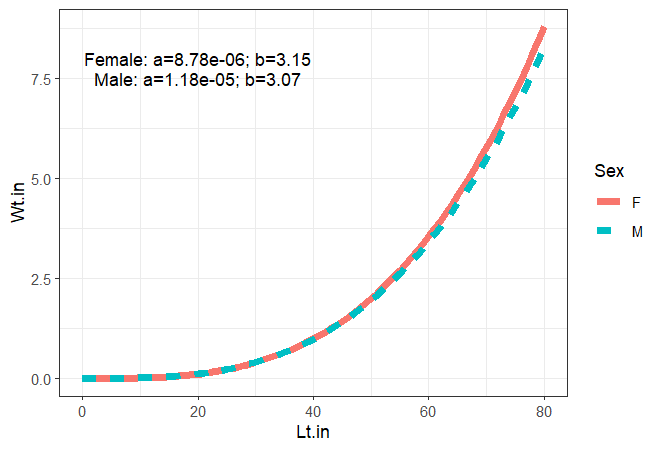 Female: a=8.78e-06; b=3.15
Male: a=1.18e-05; b=3.07
7.5
5.0
2.5
0.0
Wt.in
0 20 40 60 80
Lt.in
Sex
F
M